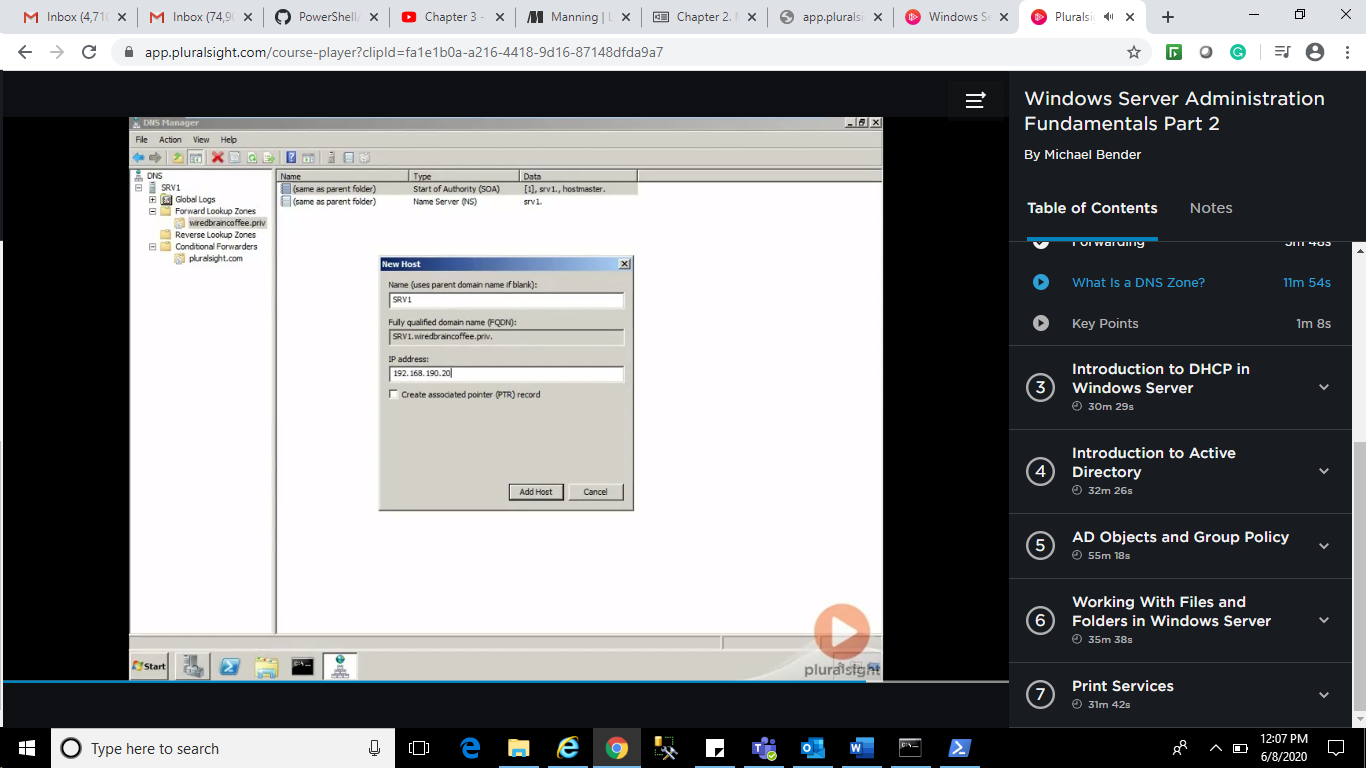 Inbox (4,710
Inbox (74,90
PowerShell/
Chapter 3 -
Manning | L
Chapter 2.
app.pluralsi
Windows Se
Pluralsi
app.pluralsight.com/course-player?clipId=fa1e1b0a-a216-4418-9d16-87148dfda9a7
DNS Manager
File Action View Help
DNS
SRV1
Global Logs
Forward Lookup Zones
wiredbraincoffee.priv
Reverse Lookup Zones
Conditional Forwarders
pluralsight.com
Name Type Data
(same as parent folder) Start of Authority (SOA) [1], srv1., hostmaster.
(same as parent folder) Name Server (NS) srv1.
New Host
Name (uses parent domain name if blank):
SRV1
Fully qualified domain name (FQDN):
SRV1.wiredbraincoffee.priv.
IP address:
192.168.190.20
Create associated pointer (PTR) record
Add Host Cancel
Start
pluralsight
Windows Server Administration
Fundamentals Part 2
By Michael Bender
Table of Contents Notes
Forwarding 5m 48s
What Is a DNS Zone? 11m 54s
Key Points 1m 8s
3 Introduction to DHCP in
Windows Server
30m 29s
4 Introduction to Active
Directory
32m 26s
5 AD Objects and Group Policy
55m 18s
6 Working With Files and
Folders in Windows Server
35m 38s
7 Print Services
31m 42s
Type here to search
12:07 PM
6/8/2020